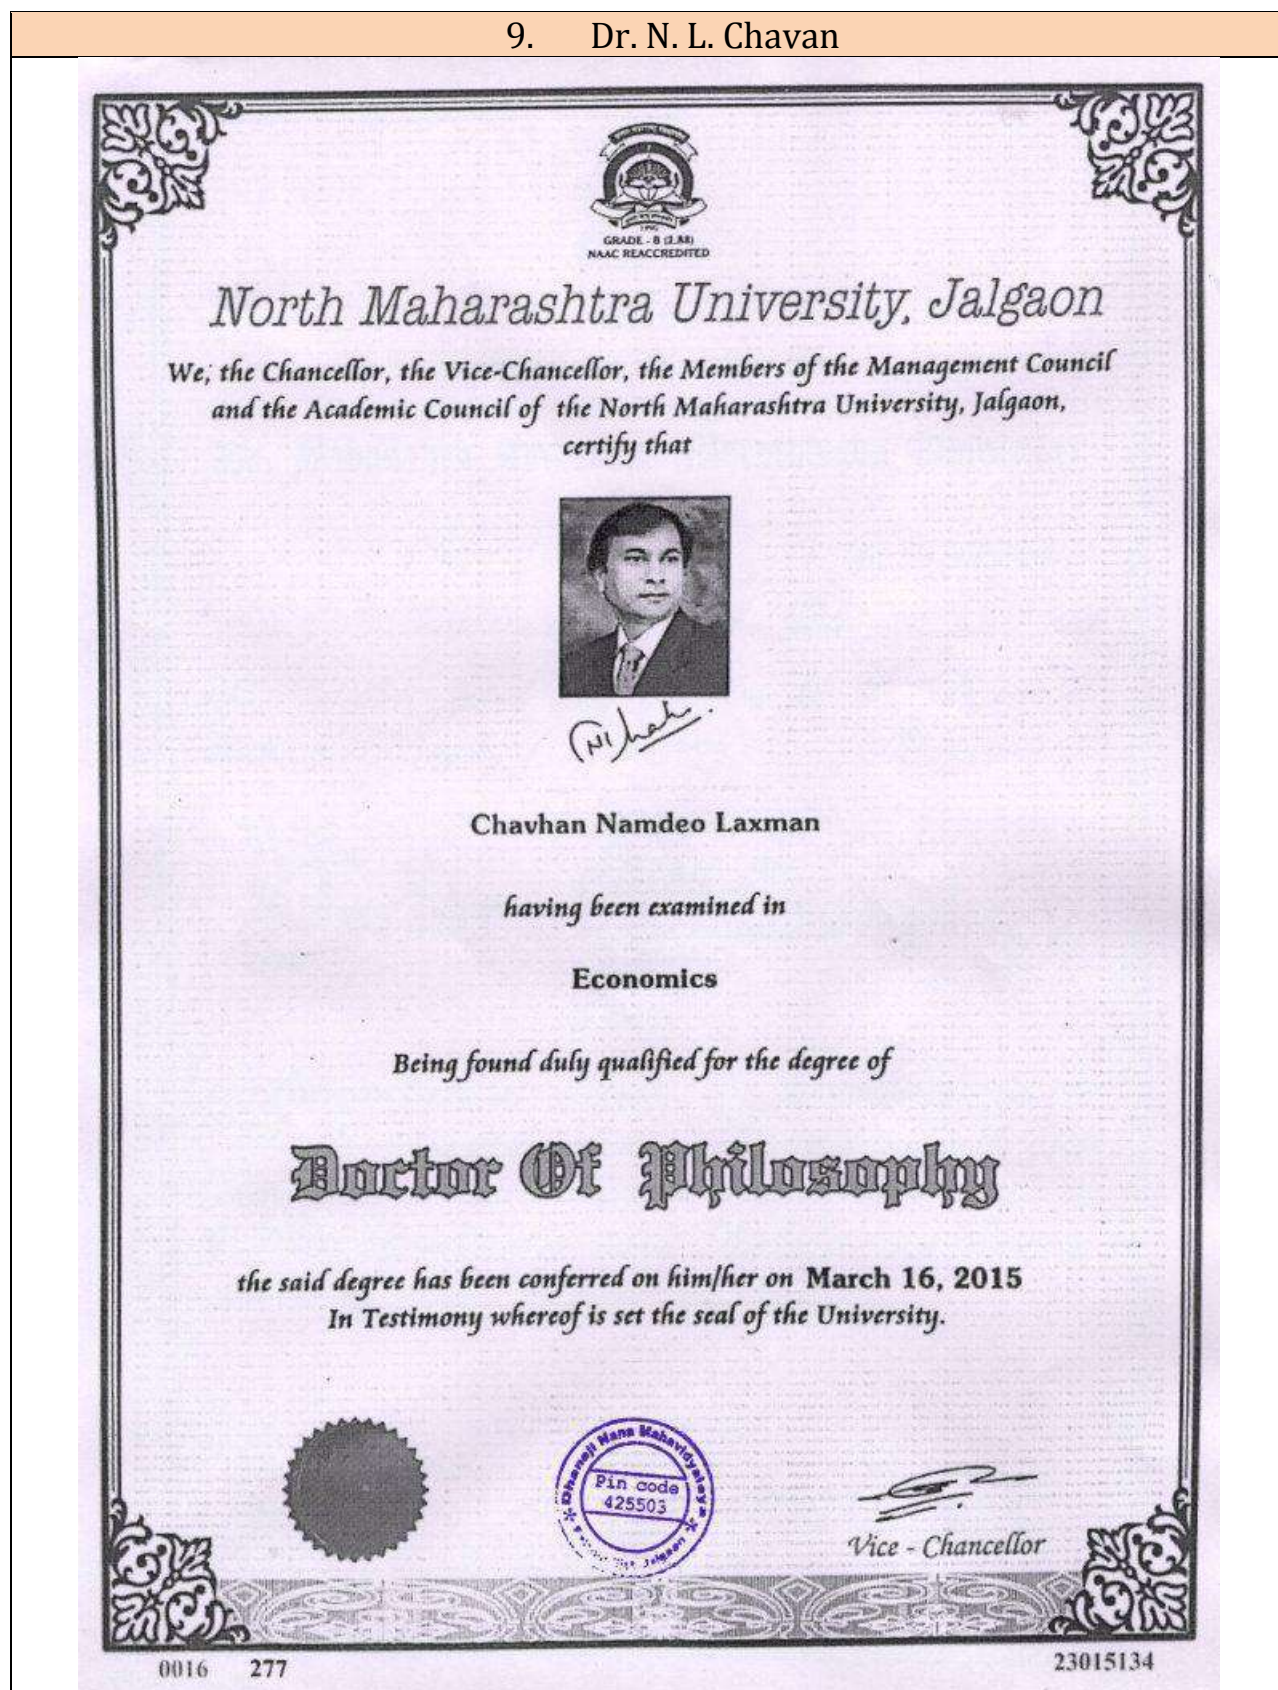 9. Dr. N. L. Chavan
GRADE - B (2.88)
NAAC REACCREDITED
North Maharashtra University, Jalgaon
We, the Chancellor, the Vice-Chancellor, the Members of the Management Council
and the Academic Council of the North Maharashtra University, Jalgaon,
certify that
Chavhan Namdeo Laxman
having been examined in
Economics
Being found duly qualified for the degree of
Doctor Of Philosophy
the said degree has been conferred on him/her on March 16, 2015
In Testimony whereof is set the seal of the University.
Dhanaji Nana Mahavidyalaya
Pin code
425503
Vice - Chancellor
0016 277
23015134